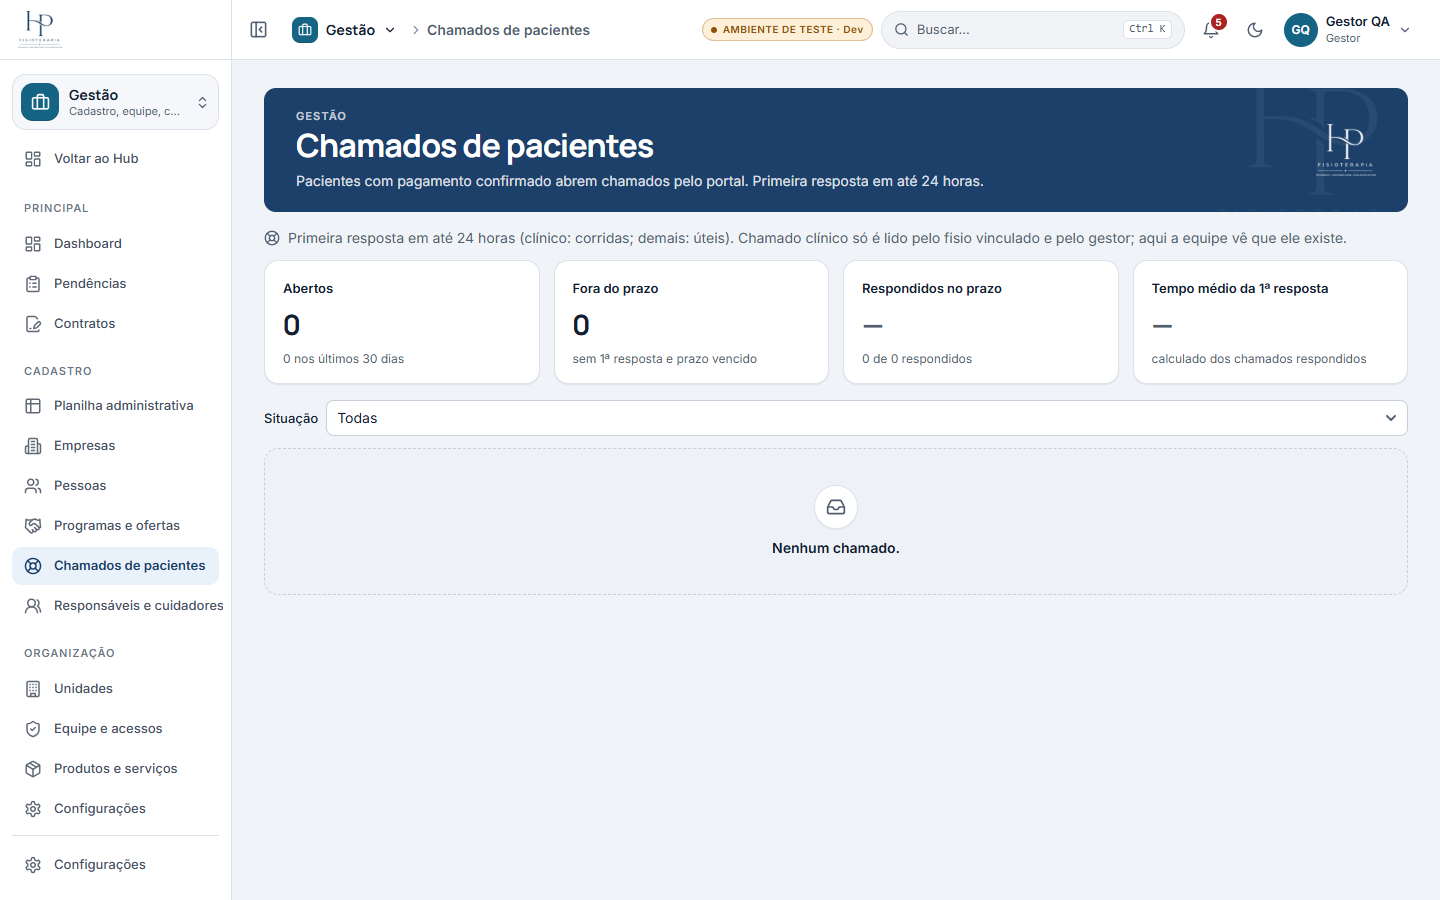 HP
FISIOTERAPIA
Gestão
Chamados de pacientes
AMBIENTE DE TESTE · Dev
Buscar...
Ctrl K
5
GQ
Gestor QA
Gestor
Gestão
Cadastro, equipe, c...
Voltar ao Hub
PRINCIPAL
Dashboard
Pendências
Contratos
CADASTRO
Planilha administrativa
Empresas
Pessoas
Programas e ofertas
Chamados de pacientes
Responsáveis e cuidadores
ORGANIZAÇÃO
Unidades
Equipe e acessos
Produtos e serviços
Configurações
Configurações
GESTÃO
Chamados de pacientes
Pacientes com pagamento confirmado abrem chamados pelo portal. Primeira resposta em até 24 horas.
HP
FISIOTERAPIA
Primeira resposta em até 24 horas (clínico: corridas; demais: úteis). Chamado clínico só é lido pelo fisio vinculado e pelo gestor; aqui a equipe vê que ele existe.
Abertos
0
0 nos últimos 30 dias
Fora do prazo
0
sem 1ª resposta e prazo vencido
Respondidos no prazo
—
0 de 0 respondidos
Tempo médio da 1ª resposta
—
calculado dos chamados respondidos
Situação
Todas
Nenhum chamado.